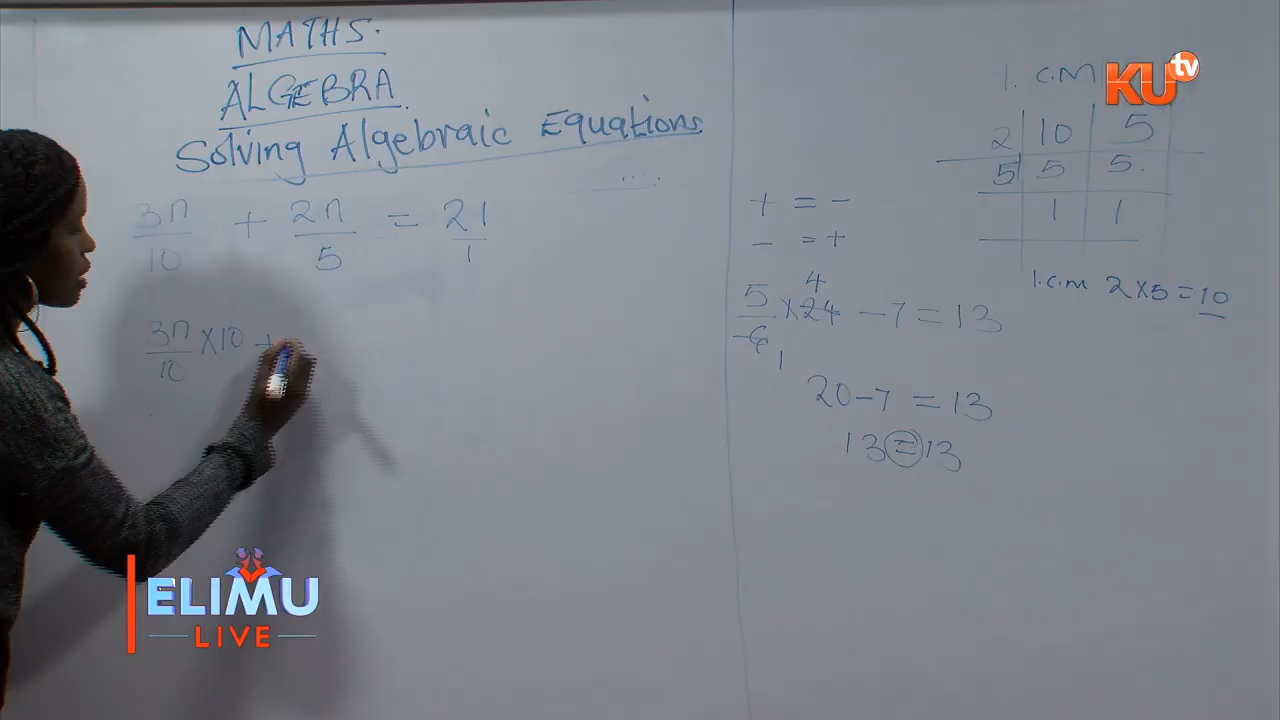 MATHS.
ALGEBRA.
Solving Algebraic Equations
....
3n/10 + 2n/5 = 21/1
3n/10 × 10 +
l.c.M
2 | 10 | 5
5 | 5 | 5.
1 | 1
l.c.m 2×5=10
+ = -
- = +
5/6 × 24 - 7 = 13
4
1
20-7 = 13
13 = 13
KU tv
ELIMU
LIVE